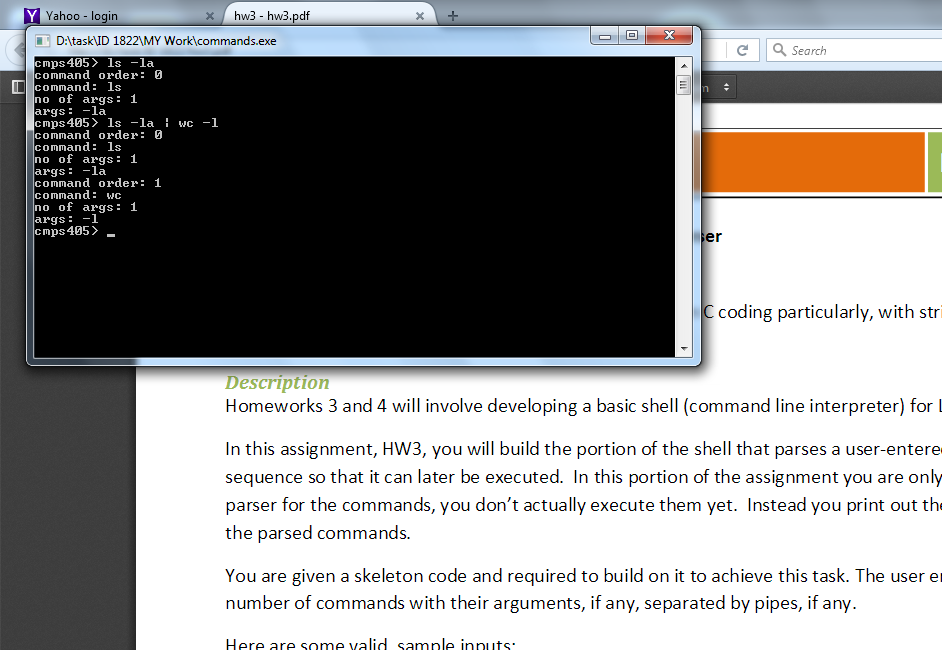 Yahoo - login
hw3 - hw3.pdf
D:\task\ID 1822\MY Work\commands.exe
Search
cmps405> ls -la
command order: 0
command: ls
no of args: 1
args: -la
cmps405> ls -la | wc -l
command order: 0
command: ls
no of args: 1
args: -la
command order: 1
command: wc
no of args: 1
args: -l
cmps405> _
ser
C coding particularly, with stri
Description
Homeworks 3 and 4 will involve developing a basic shell (command line interpreter) for L
In this assignment, HW3, you will build the portion of the shell that parses a user-entere
sequence so that it can later be executed. In this portion of the assignment you are only
parser for the commands, you don’t actually execute them yet. Instead you print out the
the parsed commands.
You are given a skeleton code and required to build on it to achieve this task. The user en
number of commands with their arguments, if any, separated by pipes, if any.
Here are some valid sample inputs: